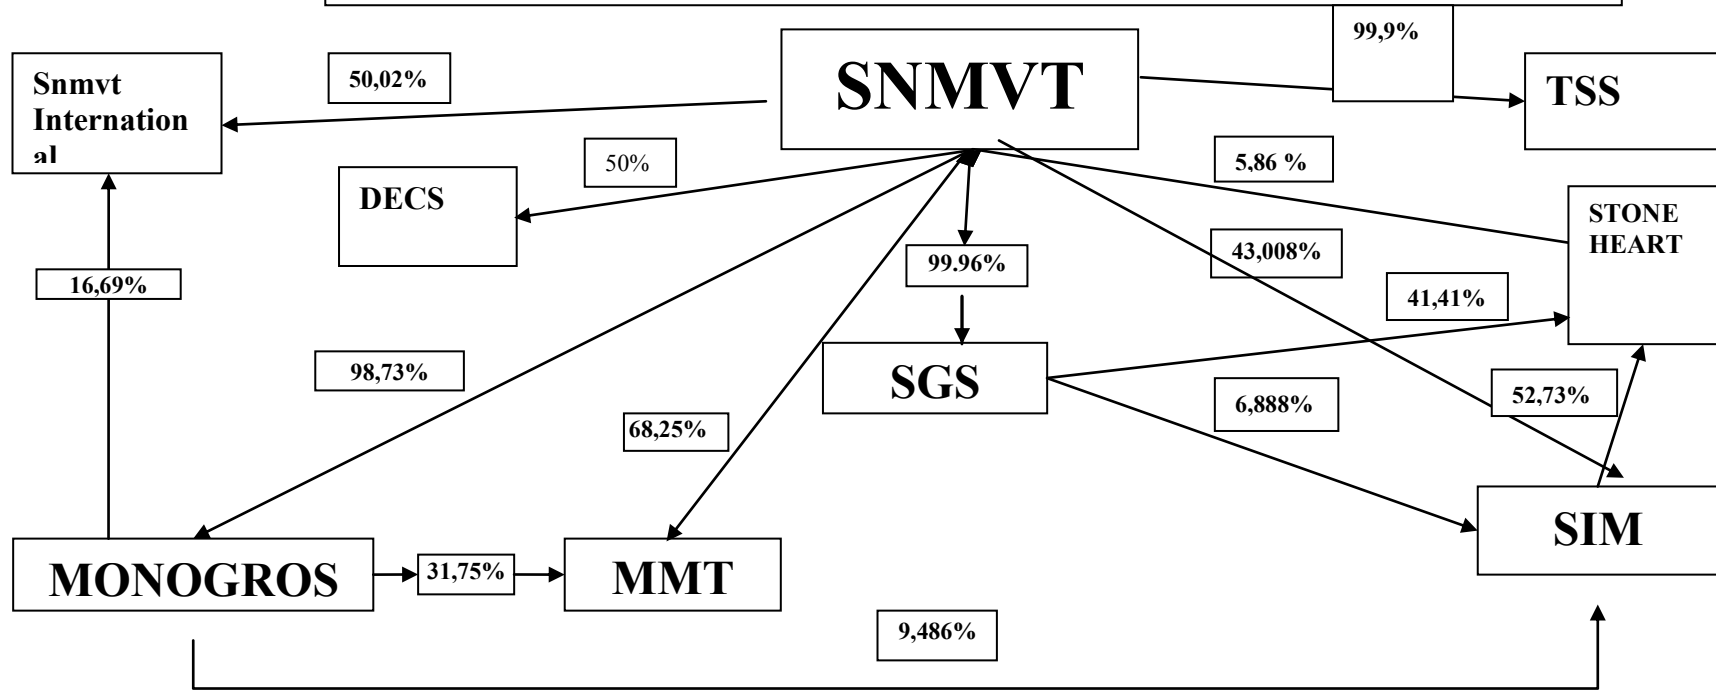 99,9%
SNMVT
Snmvt
Internation
al
50,02%
TSS
50%
5,86 %
DECS
STONE
HEART
43,008%
99.96%
16,69%
41,41%
98,73%
SGS
6,888%
52,73%
68,25%
SIM
MONOGROS
31,75%
MMT
9,486%